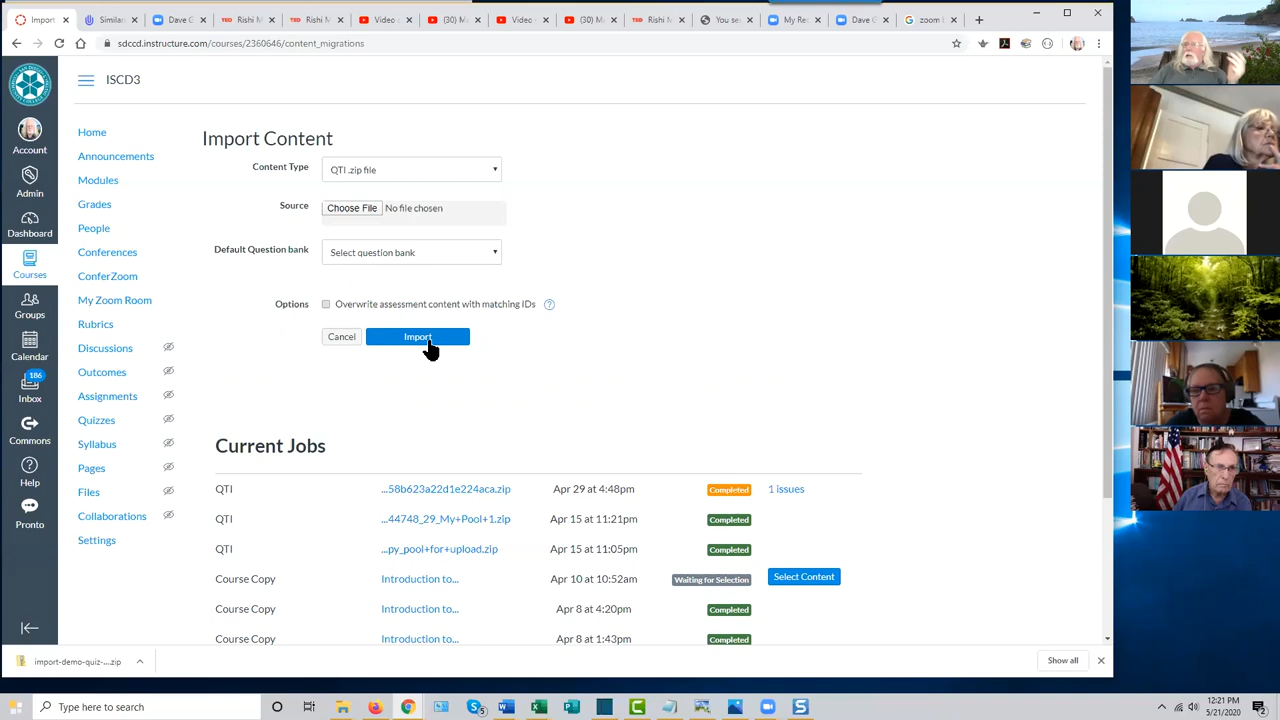 Import
Similar
Dave G
Rishi M
Rishi M
Video
(30) M
Video
(30) M
Rishi M
You se
My Rec
Dave G
zoom
sdccd.instructure.com/courses/2360646/content_migrations
ISCD3
Account
Admin
Dashboard
Courses
Groups
Calendar
186
Inbox
Commons
Help
Pronto
Home
Announcements
Modules
Grades
People
Conferences
ConferZoom
My Zoom Room
Rubrics
Discussions
Outcomes
Assignments
Quizzes
Syllabus
Pages
Files
Collaborations
Settings
Import Content
Content Type QTI .zip file
Source Choose File No file chosen
Default Question bank Select question bank
Options Overwrite assessment content with matching IDs ?
Cancel Import
Current Jobs
QTI ...58b623a22d1e224aca.zip Apr 29 at 4:48pm Completed 1 issues
QTI ...44748_29_My+Pool+1.zip Apr 15 at 11:21pm Completed
QTI ...py_pool+for+upload.zip Apr 15 at 11:05pm Completed
Course Copy Introduction to... Apr 10 at 10:52am Waiting for Selection Select Content
Course Copy Introduction to... Apr 8 at 4:20pm Completed
Course Copy Introduction to... Apr 8 at 1:43pm Completed
import-demo-quiz-....zip
Show all
Type here to search
12:21 PM
5/21/2020